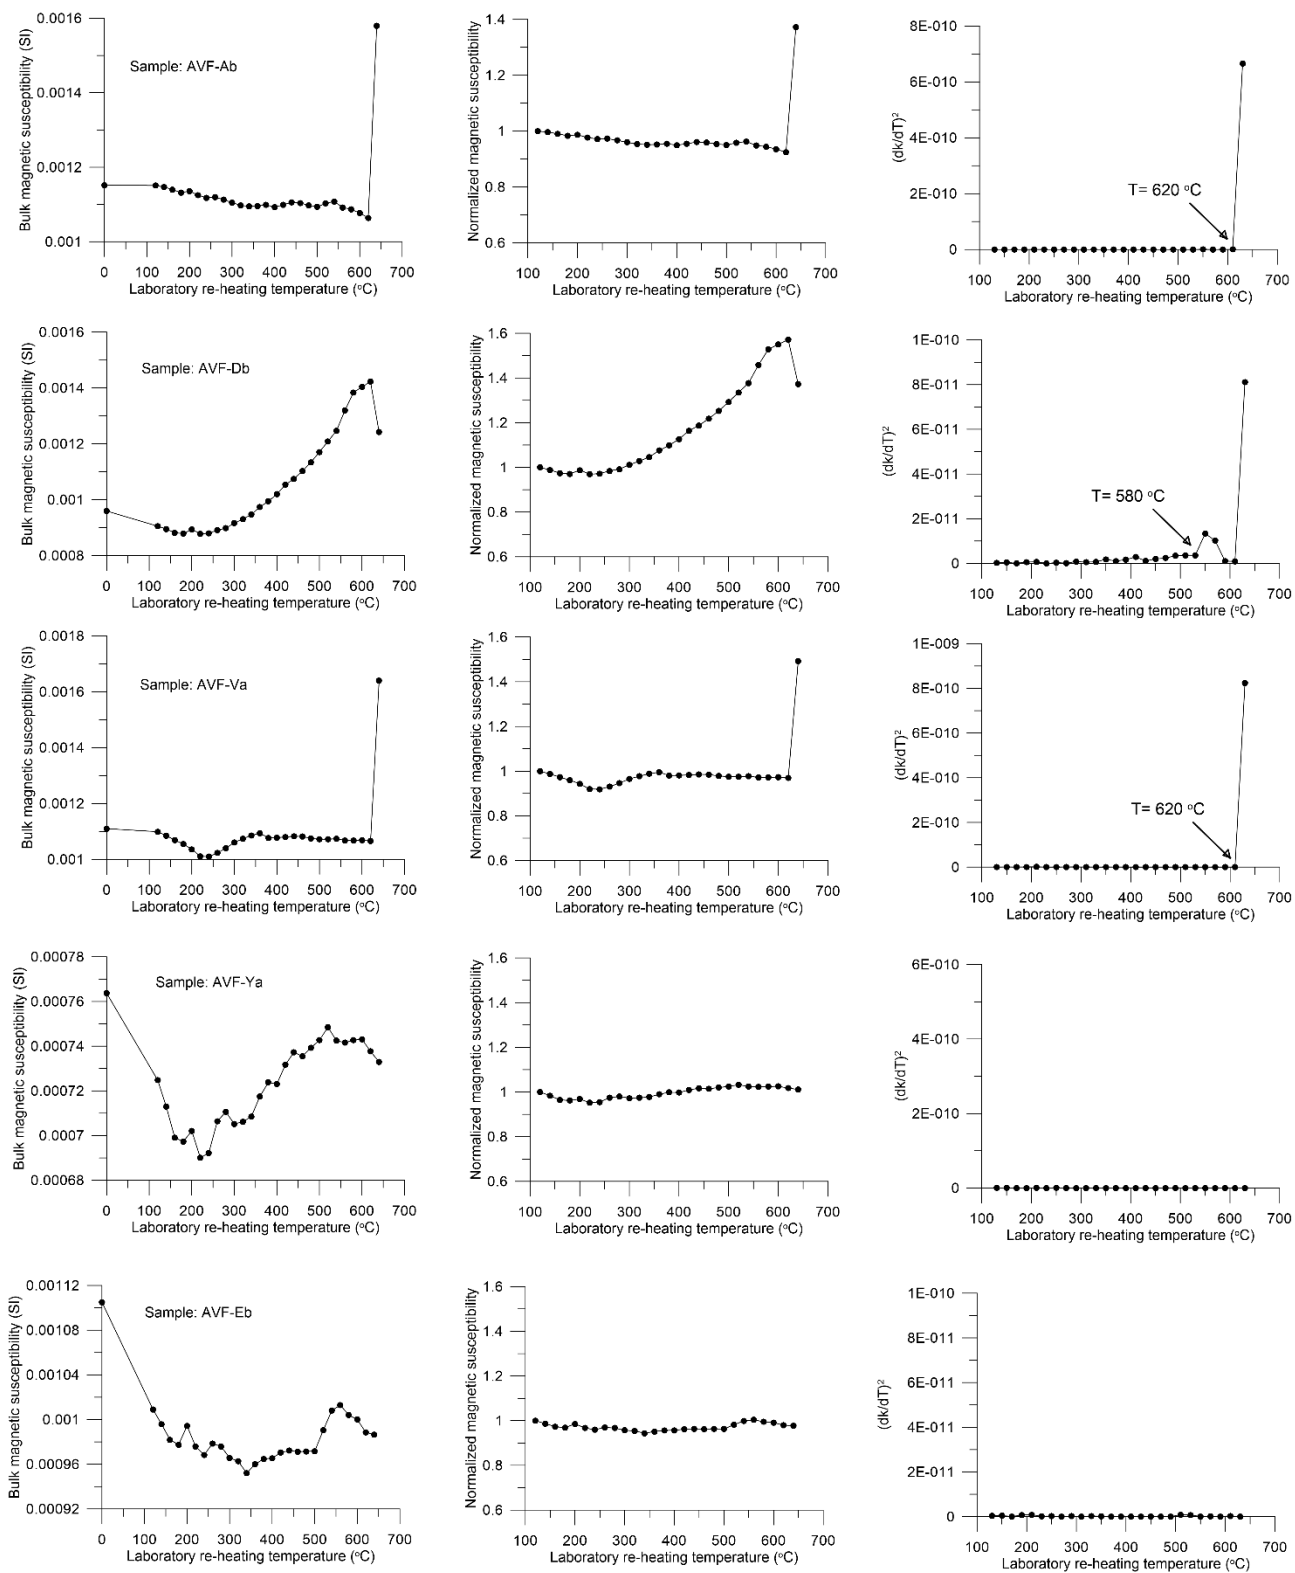 0.0016
0.0014
0.0012
0.001
Bulk magnetic susceptibility (SI)
Sample: AVF-Ab
0 100 200 300 400 500 600 700
Laboratory re-heating temperature (°C)
1.4
1.2
1
0.8
0.6
Normalized magnetic susceptibility
100 200 300 400 500 600 700
Laboratory re-heating temperature (°C)
8E-010
6E-010
4E-010
2E-010
0
(dk/dT)²
T= 620 °C
100 200 300 400 500 600 700
Laboratory re-heating temperature (°C)
0.0016
0.0014
0.0012
0.001
0.0008
Bulk magnetic susceptibility (SI)
Sample: AVF-Db
0 100 200 300 400 500 600 700
Laboratory re-heating temperature (°C)
1.6
1.4
1.2
1
0.8
0.6
Normalized magnetic susceptibility
100 200 300 400 500 600 700
Laboratory re-heating temperature (°C)
1E-010
8E-011
6E-011
4E-011
2E-011
0
(dk/dT)²
T= 580 °C
100 200 300 400 500 600 700
Laboratory re-heating temperature (°C)
0.0018
0.0016
0.0014
0.0012
0.001
Bulk magnetic susceptibility (SI)
Sample: AVF-Va
0 100 200 300 400 500 600 700
Laboratory re-heating temperature (°C)
1.6
1.4
1.2
1
0.8
0.6
Normalized magnetic susceptibility
100 200 300 400 500 600 700
Laboratory re-heating temperature (°C)
1E-009
8E-010
6E-010
4E-010
2E-010
0
(dk/dT)²
T= 620 °C
100 200 300 400 500 600 700
Laboratory re-heating temperature (°C)
0.00078
0.00076
0.00074
0.00072
0.0007
0.00068
Bulk magnetic susceptibility (SI)
Sample: AVF-Ya
0 100 200 300 400 500 600 700
Laboratory re-heating temperature (°C)
1.6
1.4
1.2
1
0.8
0.6
Normalized magnetic susceptibility
100 200 300 400 500 600 700
Laboratory re-heating temperature (°C)
6E-010
4E-010
2E-010
0
(dk/dT)²
100 200 300 400 500 600 700
Laboratory re-heating temperature (°C)
0.00112
0.00108
0.00104
0.001
0.00096
0.00092
Bulk magnetic susceptibility (SI)
Sample: AVF-Eb
0 100 200 300 400 500 600 700
Laboratory re-heating temperature (°C)
1.6
1.4
1.2
1
0.8
0.6
Normalized magnetic susceptibility
100 200 300 400 500 600 700
Laboratory re-heating temperature (°C)
1E-010
8E-011
6E-011
4E-011
2E-011
0
(dk/dT)²
100 200 300 400 500 600 700
Laboratory re-heating temperature (°C)